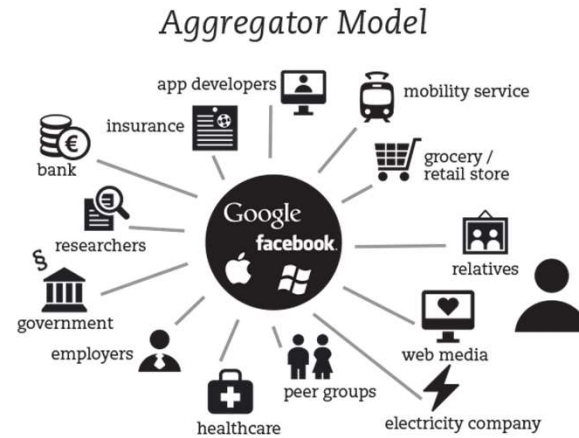 Aggregator Model
app developers
mobility service
insurance
bank
€
grocery /
retail store
Google
facebook
researchers
relatives
§
government
employers
web media
peer groups
healthcare
electricity company